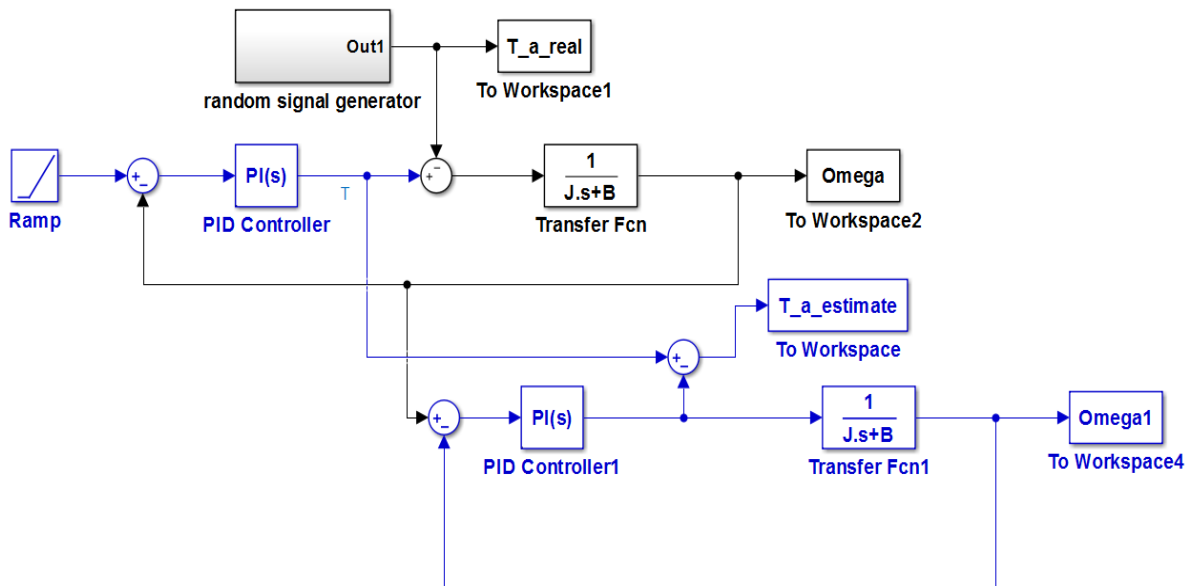 Out1
T_a_real
random signal generator
To Workspace1
PI(s)
T
1
J.s+B
Omega
Ramp
PID Controller
Transfer Fcn
To Workspace2
T_a_estimate
To Workspace
PI(s)
1
J.s+B
Omega1
PID Controller1
Transfer Fcn1
To Workspace4